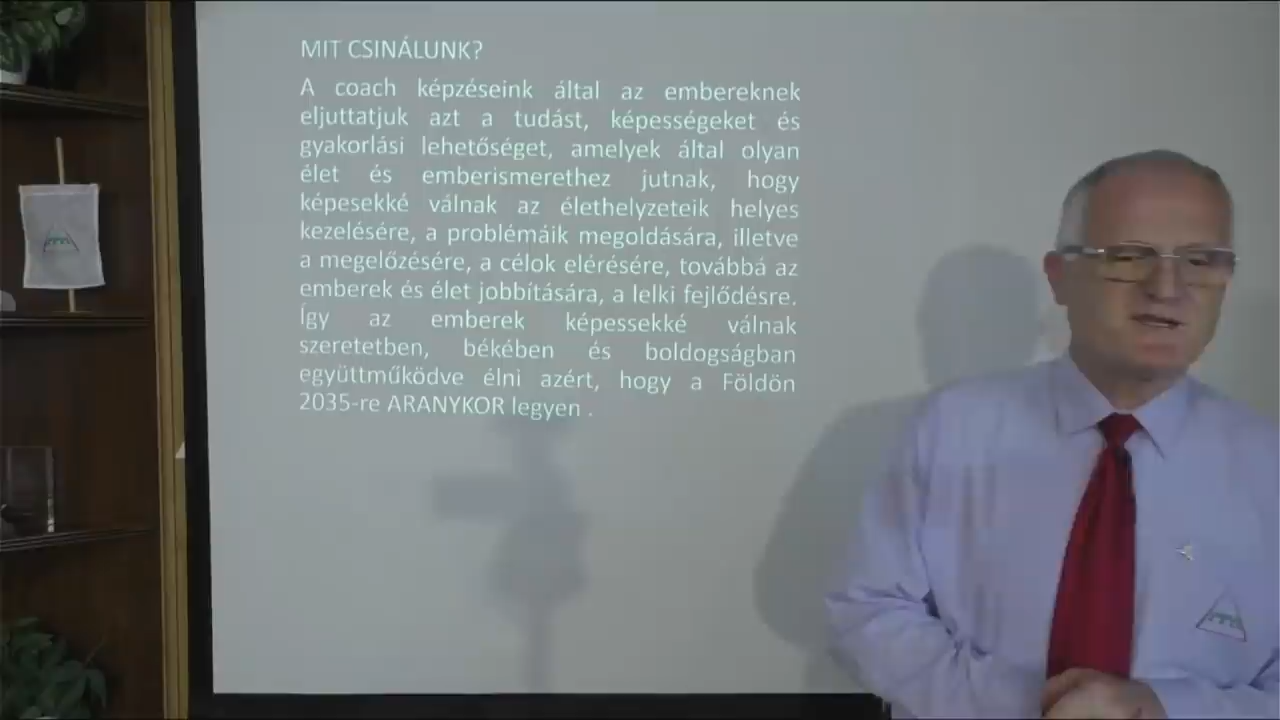 MIT CSINÁLUNK?
A coach képzéseink által az embereknek
eljuttatjuk azt a tudást, képességeket és
gyakorlási lehetőséget, amelyek által olyan
élet és emberismerethez jutnak, hogy
képesekké válnak az élethelyzeteik helyes
kezelésére, a problémáik megoldására, illetve
a megelőzésére, a célok elérésére, továbbá az
emberek és élet jobbítására, a lelki fejlődésre.
Így az emberek képessekké válnak
szeretetben, békében és boldogságban
együttműködve élni azért, hogy a Földön
2035-re ARANYKOR legyen .